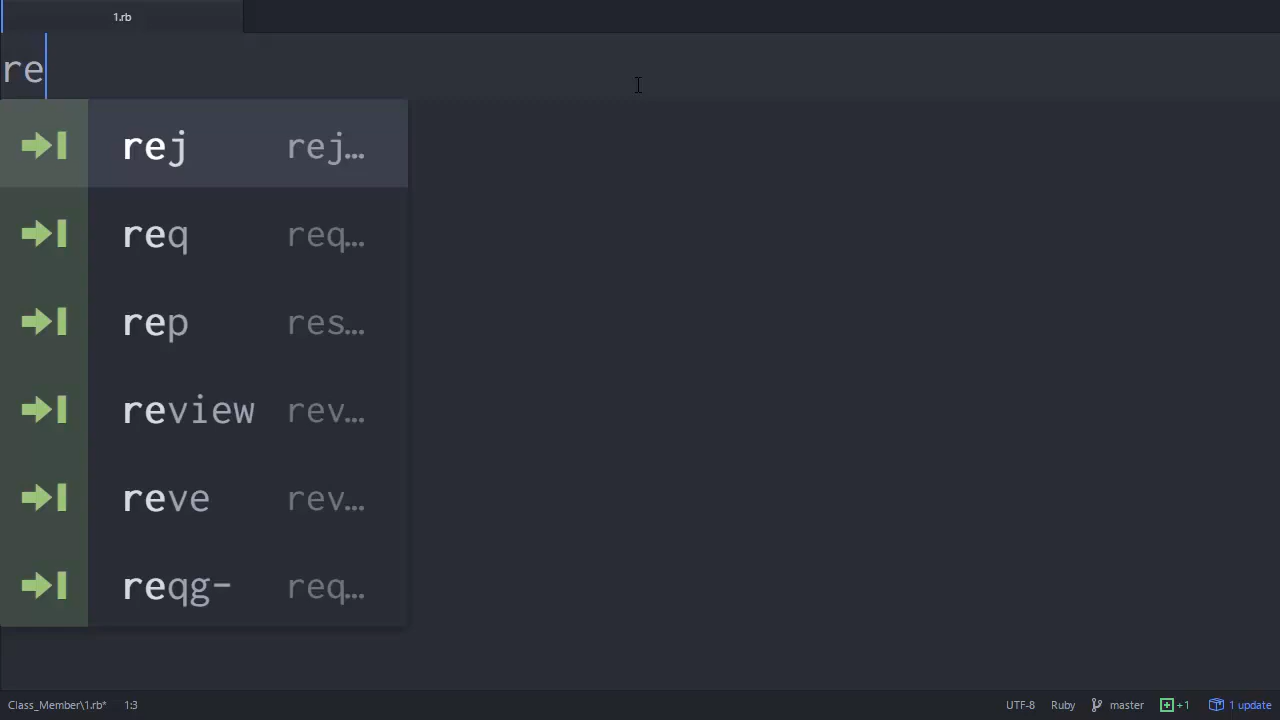 1.rb
re
rej rej…
req req…
rep res…
review rev…
reve rev…
reqg- req…
Class_Member\1.rb* 1:3 UTF-8 Ruby master +1 1 update